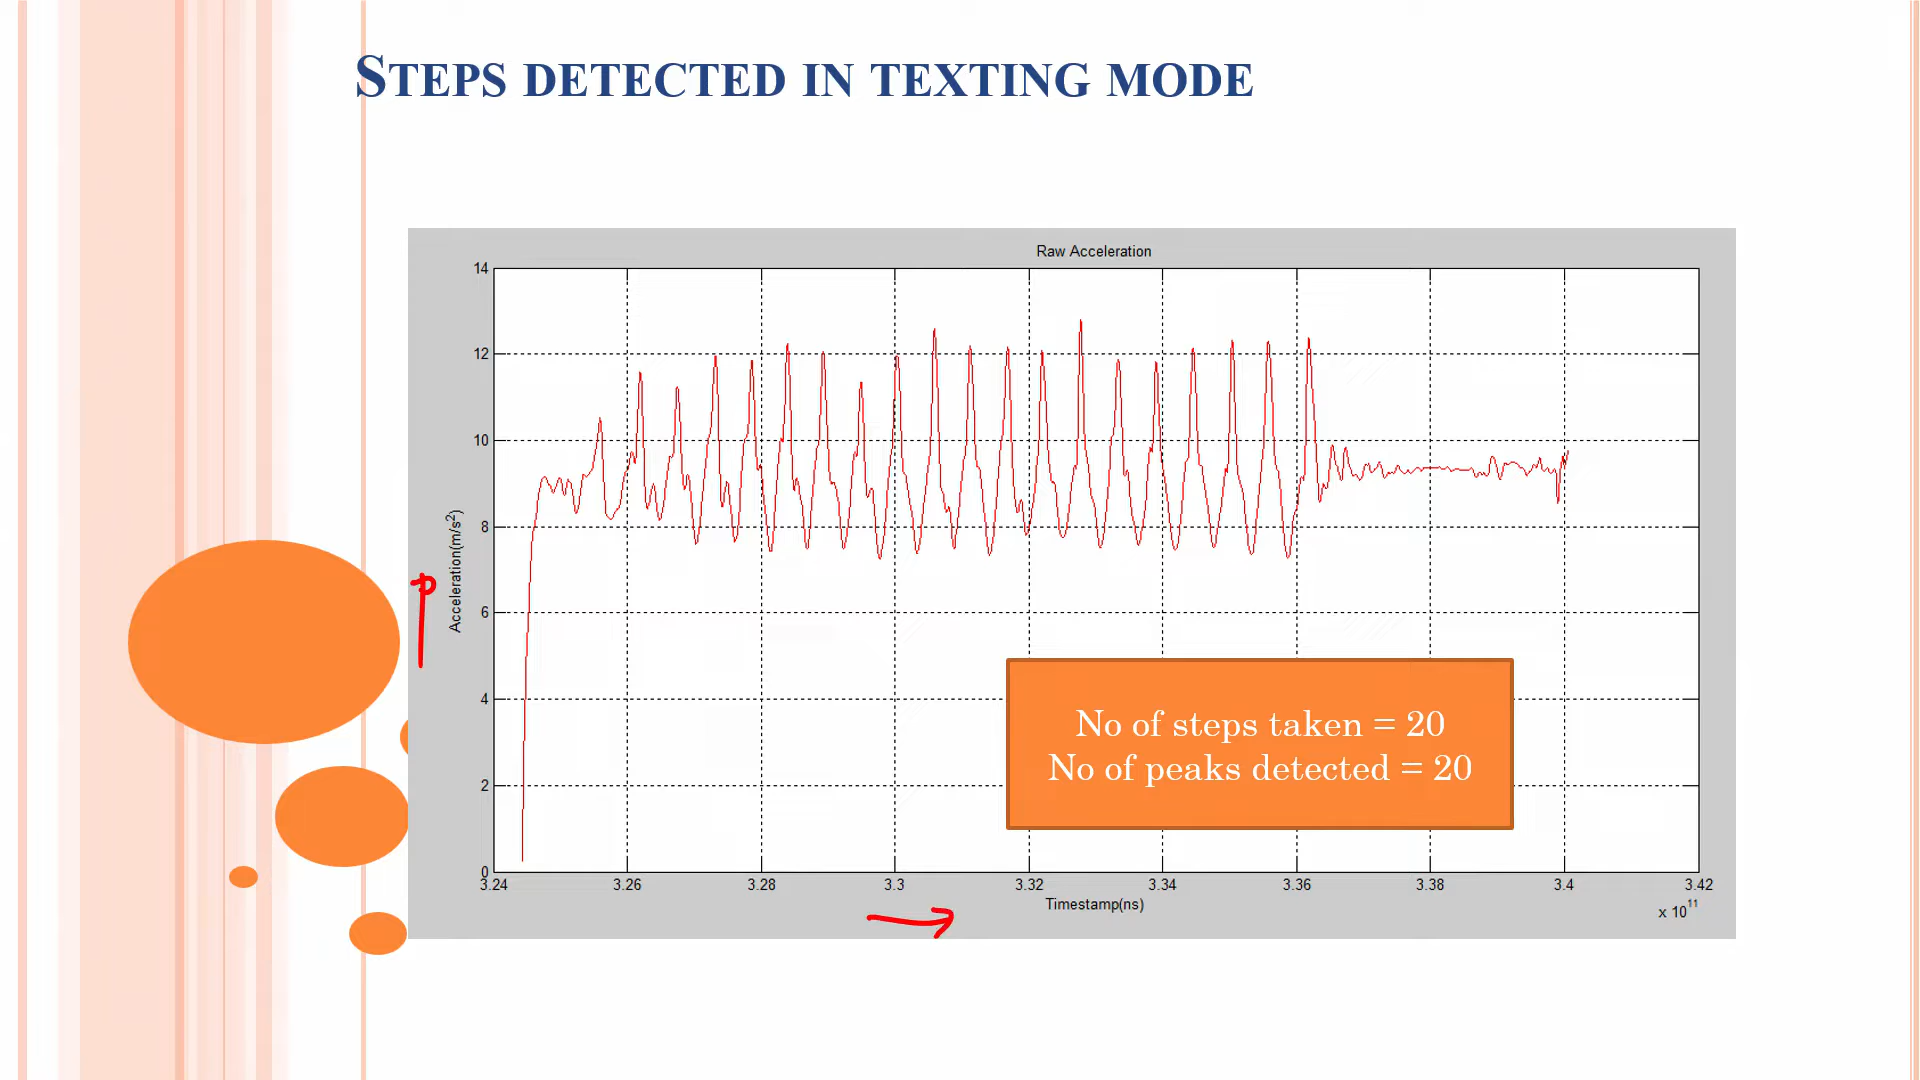 STEPS DETECTED IN TEXTING MODE
Raw Acceleration
14
12
10
8
6
4
2
0
Acceleration(m/s²)
No of steps taken = 20
No of peaks detected = 20
3.24 3.26 3.28 3.3 3.32 3.34 3.36 3.38 3.4 3.42
Timestamp(ns)
x 10¹¹